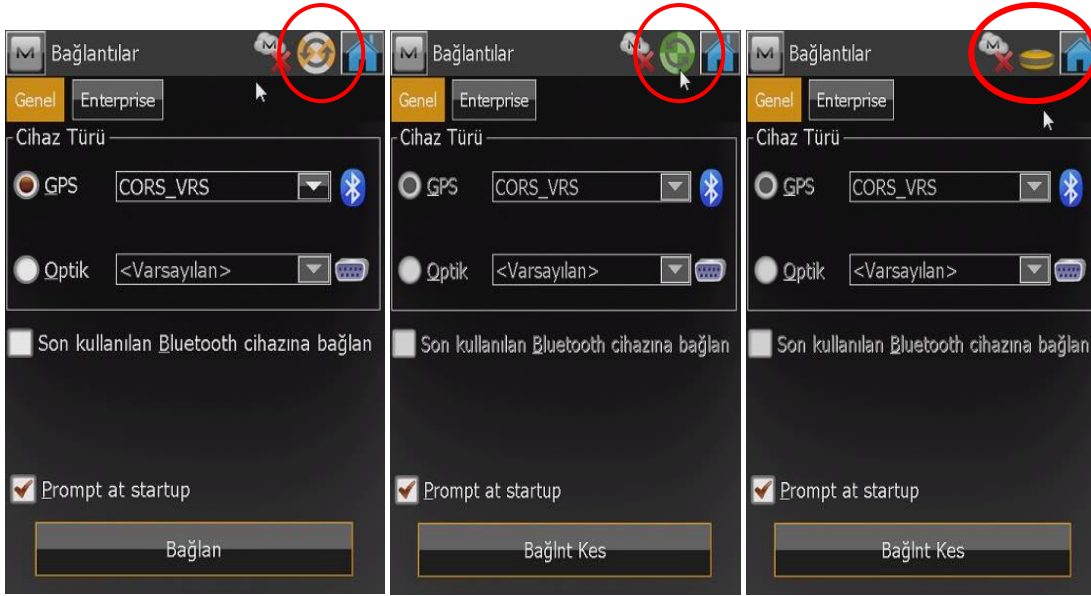 M Bağlantılar M
Genel Enterprise
Cihaz Türü
GPS CORS_VRS
Optik <Varsayılan>
Son kullanılan Bluetooth cihazına bağlan
Prompt at startup
Bağlan
M Bağlantılar M
Genel Enterprise
Cihaz Türü
GPS CORS_VRS
Optik <Varsayılan>
Son kullanılan Bluetooth cihazına bağlan
Prompt at startup
Bağlnt Kes
M Bağlantılar M
Genel Enterprise
Cihaz Türü
GPS CORS_VRS
Optik <Varsayılan>
Son kullanılan Bluetooth cihazına bağlan
Prompt at startup
Bağlnt Kes